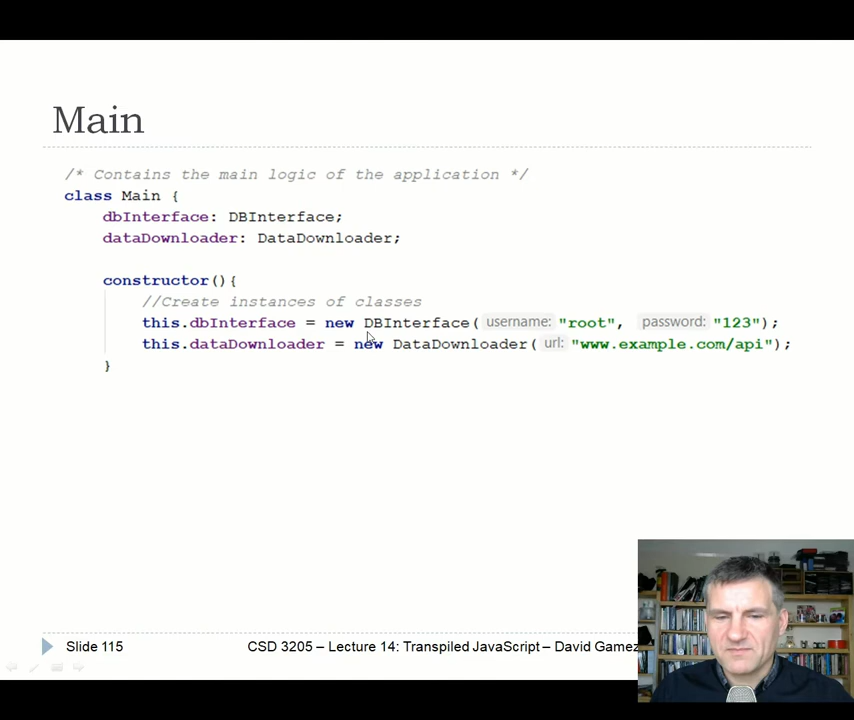 Main
/* Contains the main logic of the application */
class Main {
dbInterface: DBInterface;
dataDownloader: DataDownloader;
constructor(){
//Create instances of classes
this.dbInterface = new DBInterface( username: "root", password: "123");
this.dataDownloader = new DataDownloader( url: "www.example.com/api");
}
Slide 115
CSD 3205 – Lecture 14: Transpiled JavaScript – David Gamez